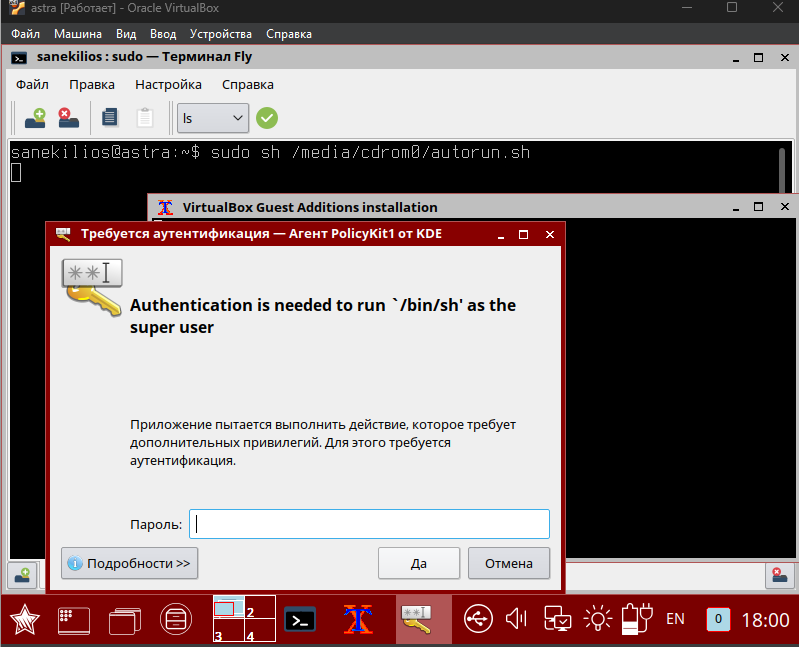 astra [Работает] - Oracle VirtualBox
Файл Машина Вид Ввод Устройства Справка
sanekilios : sudo — Терминал Fly
Файл Правка Настройка Справка
ls
sanekilios@astra:~$ sudo sh /media/cdrom0/autorun.sh
VirtualBox Guest Additions installation
Требуется аутентификация — Агент PolicyKit1 от KDE
Authentication is needed to run `/bin/sh' as the
super user
Приложение пытается выполнить действие, которое требует
дополнительных привилегий. Для этого требуется
аутентификация.
Пароль:
Подробности >> Да Отмена
2
3 4
EN 0 18:00